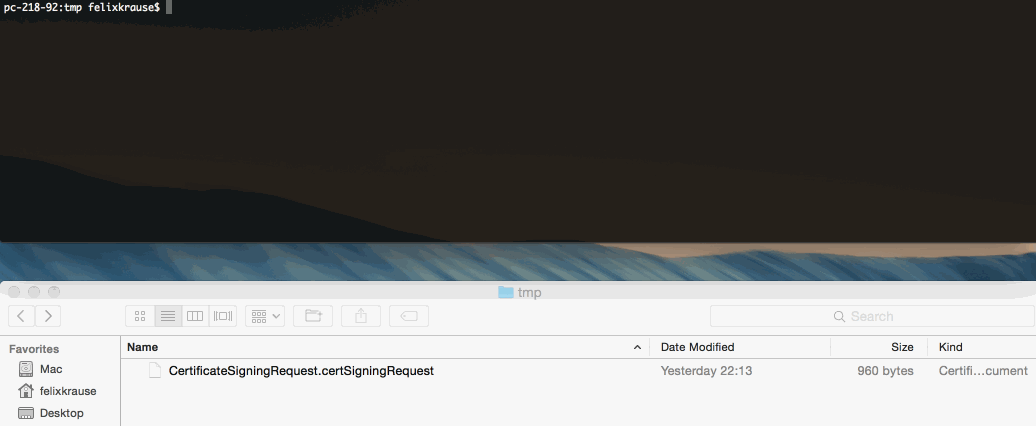 pc-218-92:tmp felixkrause$
tmp
Search
Favorites
Name Date Modified Size Kind
Mac
CertificateSigningRequest.certSigningRequest Yesterday 22:13 960 bytes Certifi…cument
felixkrause
Desktop